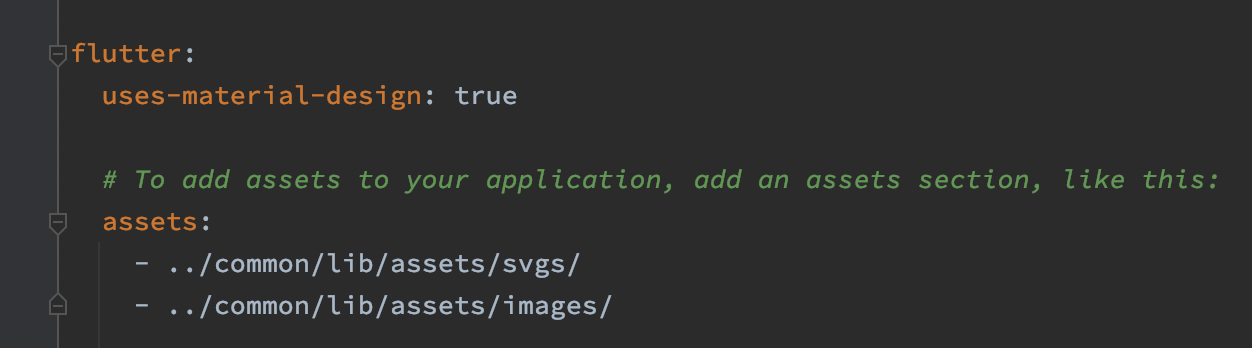 flutter:
uses-material-design: true
# To add assets to your application, add an assets section, like this:
assets:
- ../common/lib/assets/svgs/
- ../common/lib/assets/images/